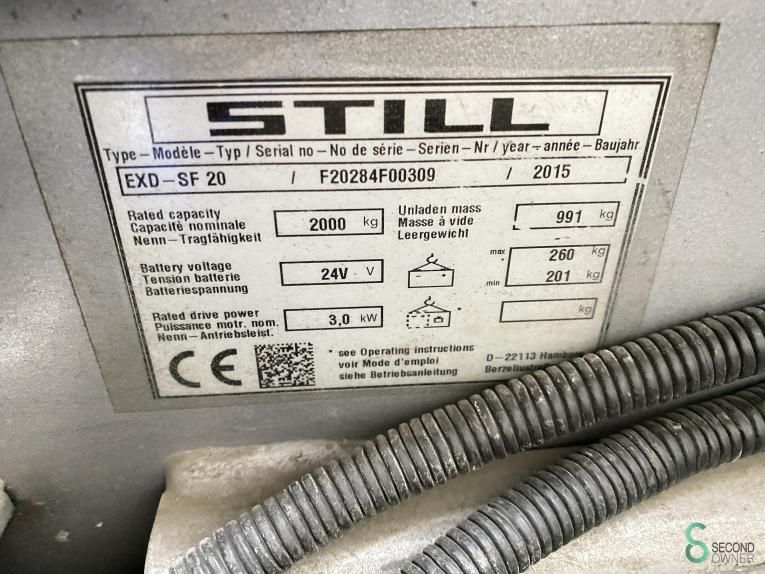 STILL
Type – Modèle – Typ / Serial no – No de série – Serien – Nr / year – année – Baujahr
EXD – SF 20 / F20284F00309 / 2015
Rated capacity
Capacité nominale
Nenn – Tragfähigkeit
2000 kg
Unladen mass
Masse à vide
Leergewicht
991 kg
Battery voltage
Tension batterie
Batteriespannung
24V V
max 260 kg
min 201 kg
Rated drive power
Puissance motr. nom.
Nenn – Antriebsleist.
3,0 kW
*
kg
CE
* see Operating instructions
voir Mode d'emploi
siehe Betriebsanleitung
D – 22113
SECOND
OWNER